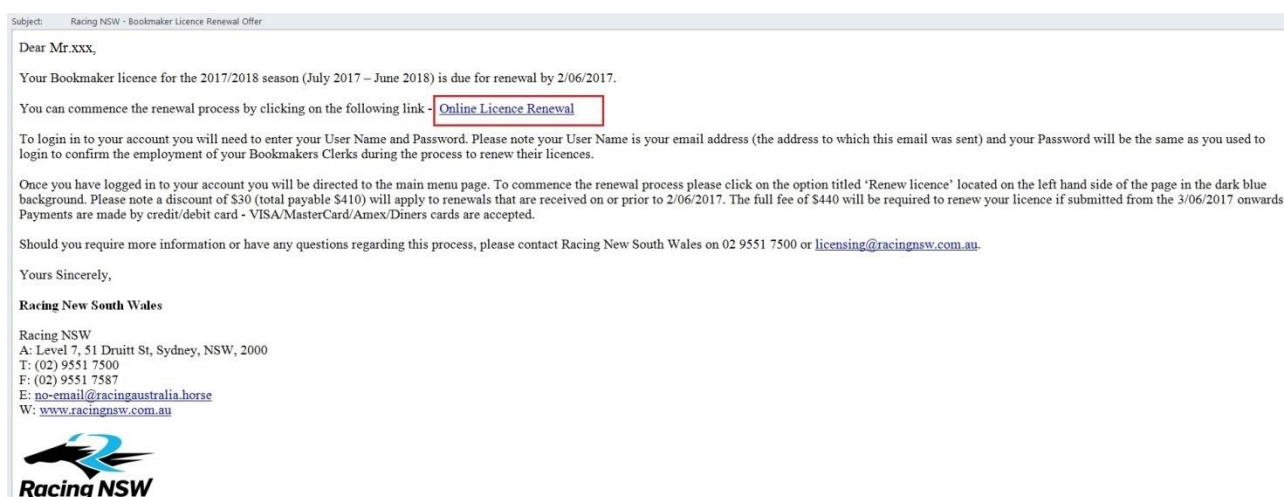 Subject: Racing NSW - Bookmaker Licence Renewal Offer
Dear Mr.xxx,
Your Bookmaker licence for the 2017/2018 season (July 2017 – June 2018) is due for renewal by 2/06/2017.
You can commence the renewal process by clicking on the following link - Online Licence Renewal
To login in to your account you will need to enter your User Name and Password. Please note your User Name is your email address (the address to which this email was sent) and your Password will be the same as you used to
login to confirm the employment of your Bookmakers Clerks during the process to renew their licences.
Once you have logged in to your account you will be directed to the main menu page. To commence the renewal process please click on the option titled ‘Renew licence’ located on the left hand side of the page in the dark blue
background. Please note a discount of $30 (total payable $410) will apply to renewals that are received on or prior to 2/06/2017. The full fee of $440 will be required to renew your licence if submitted from the 3/06/2017 onwards
Payments are made by credit/debit card - VISA/MasterCard/Amex/Diners cards are accepted.
Should you require more information or have any questions regarding this process, please contact Racing New South Wales on 02 9551 7500 or licensing@racingnsw.com.au.
Yours Sincerely,
Racing New South Wales
Racing NSW
A: Level 7, 51 Druitt St, Sydney, NSW, 2000
T: (02) 9551 7500
F: (02) 9551 7587
E: no-email@racingaustralia.horse
W: www.racingnsw.com.au
Racing NSW